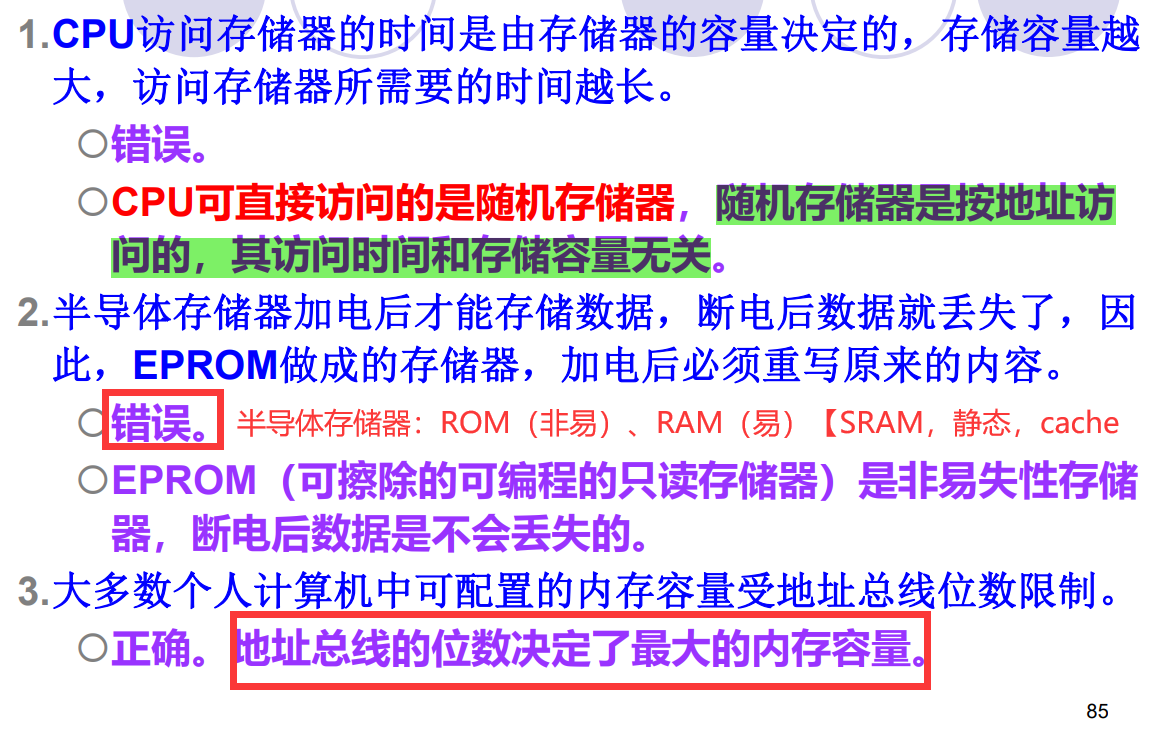 1.CPU访问存储器的时间是由存储器的容量决定的，存储容量越
大，访问存储器所需要的时间越长。
错误。
CPU可直接访问的是随机存储器，随机存储器是按地址访
问的，其访问时间和存储容量无关。
2.半导体存储器加电后才能存储数据，断电后数据就丢失了，因
此，EPROM做成的存储器，加电后必须重写原来的内容。
错误。 半导体存储器：ROM（非易）、RAM（易）【SRAM，静态，cache
EPROM（可擦除的可编程的只读存储器）是非易失性存储
器，断电后数据是不会丢失的。
3.大多数个人计算机中可配置的内存容量受地址总线位数限制。
正确。地址总线的位数决定了最大的内存容量。
85